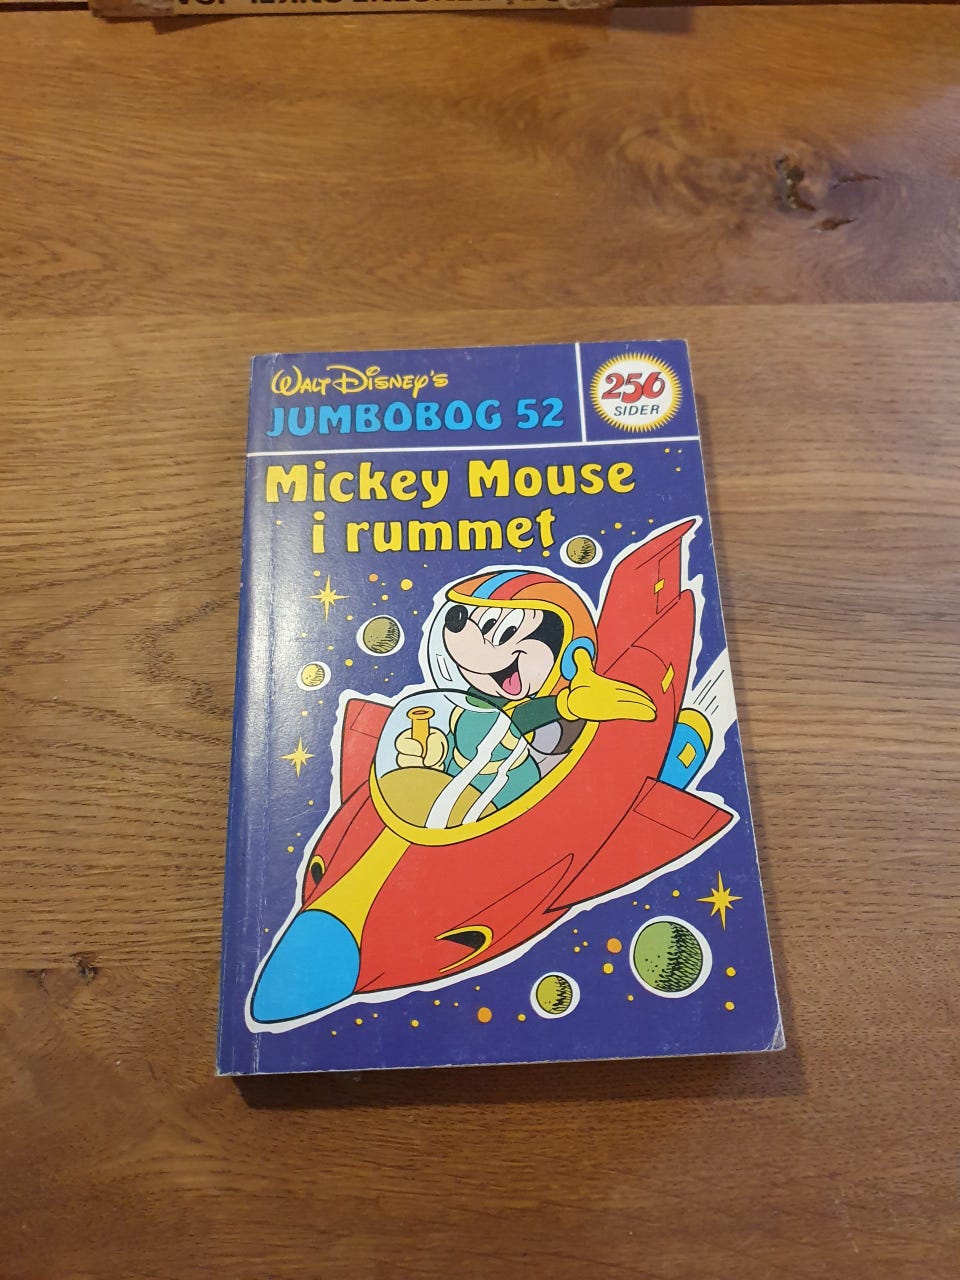 WALT DISNEY'S
JUMBOBOG 52
256
SIDER
Mickey Mouse
i rummet